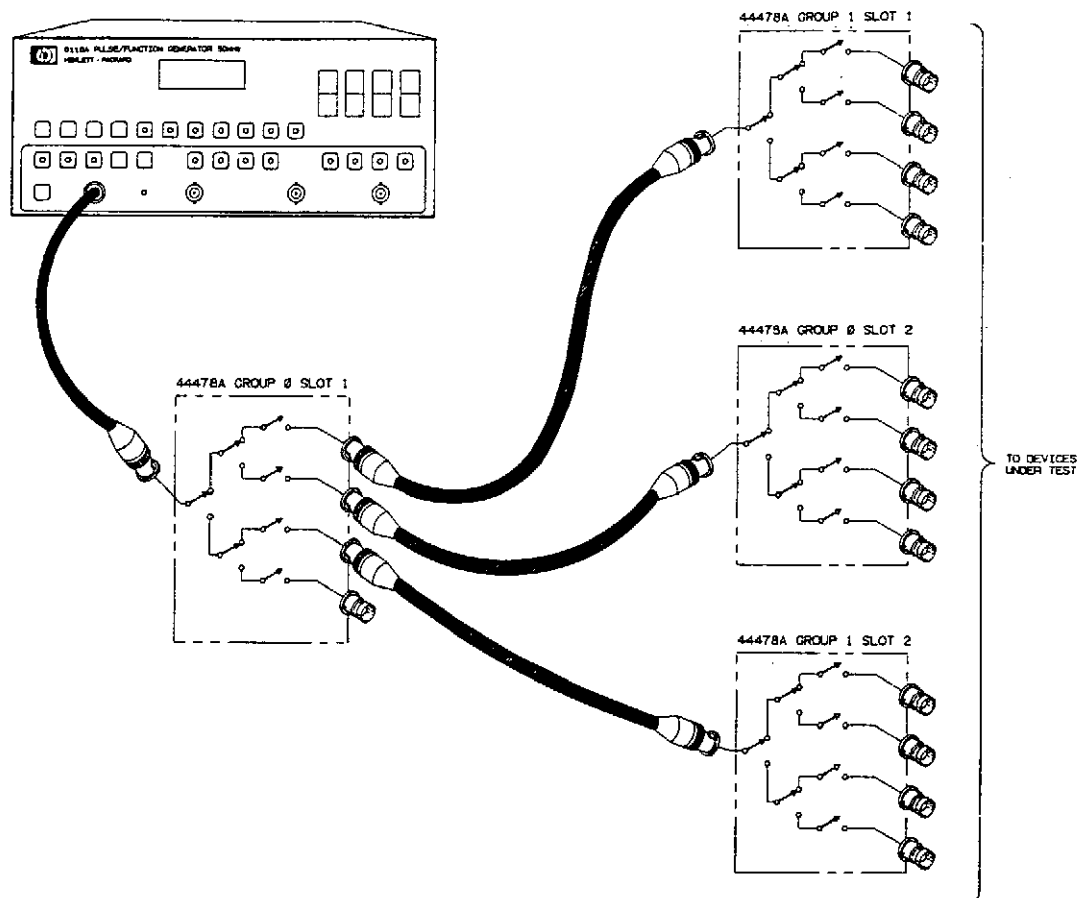 8116A PULSE/FUNCTION GENERATOR 50MHz
HEWLETT-PACKARD
44478A GROUP 1 SLOT 1
44478A GROUP Ø SLOT 2
44478A GROUP Ø SLOT 1
TO DEVICES
UNDER TEST
44478A GROUP 1 SLOT 2